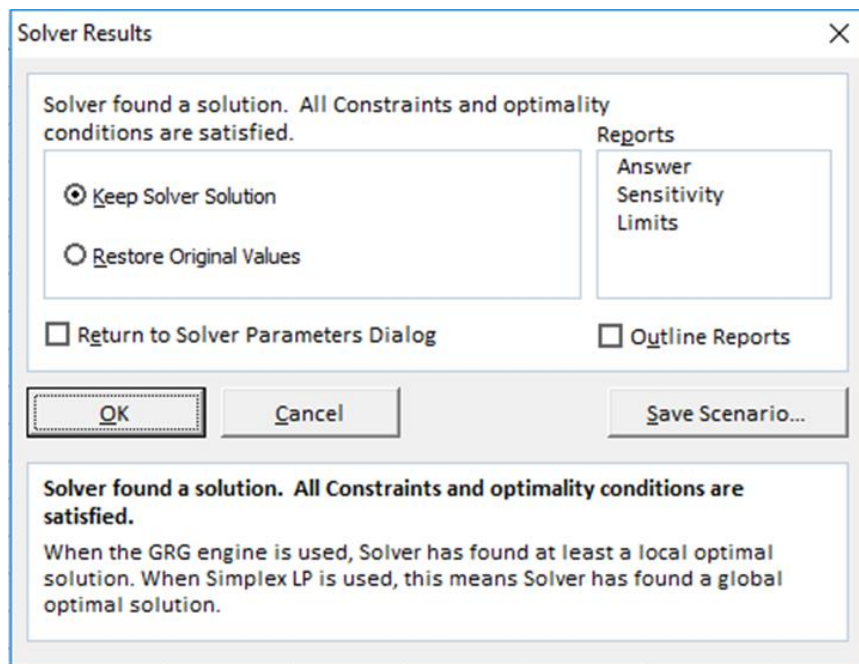 Solver Results
Solver found a solution. All Constraints and optimality
conditions are satisfied.
Reports
Keep Solver Solution
Restore Original Values
Answer
Sensitivity
Limits
Return to Solver Parameters Dialog
Outline Reports
OK
Cancel
Save Scenario...
Solver found a solution. All Constraints and optimality conditions are
satisfied.
When the GRG engine is used, Solver has found at least a local optimal
solution. When Simplex LP is used, this means Solver has found a global
optimal solution.